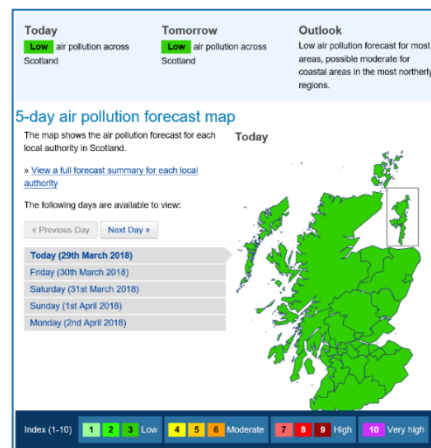 Today
Low air pollution across
Scotland
Tomorrow
Low air pollution across
Scotland
Outlook
Low air pollution forecast for most
areas, possible moderate for
coastal areas in the most northerly
regions.
5-day air pollution forecast map
The map shows the air pollution forecast for each
local authority in Scotland.
» View a full forecast summary for each local
authority
The following days are available to view:
« Previous Day Next Day »
Today (29th March 2018)
Friday (30th March 2018)
Saturday (31st March 2018)
Sunday (1st April 2018)
Monday (2nd April 2018)
Today
Index (1-10) 1 2 3 Low 4 5 6 Moderate 7 8 9 High 10 Very high